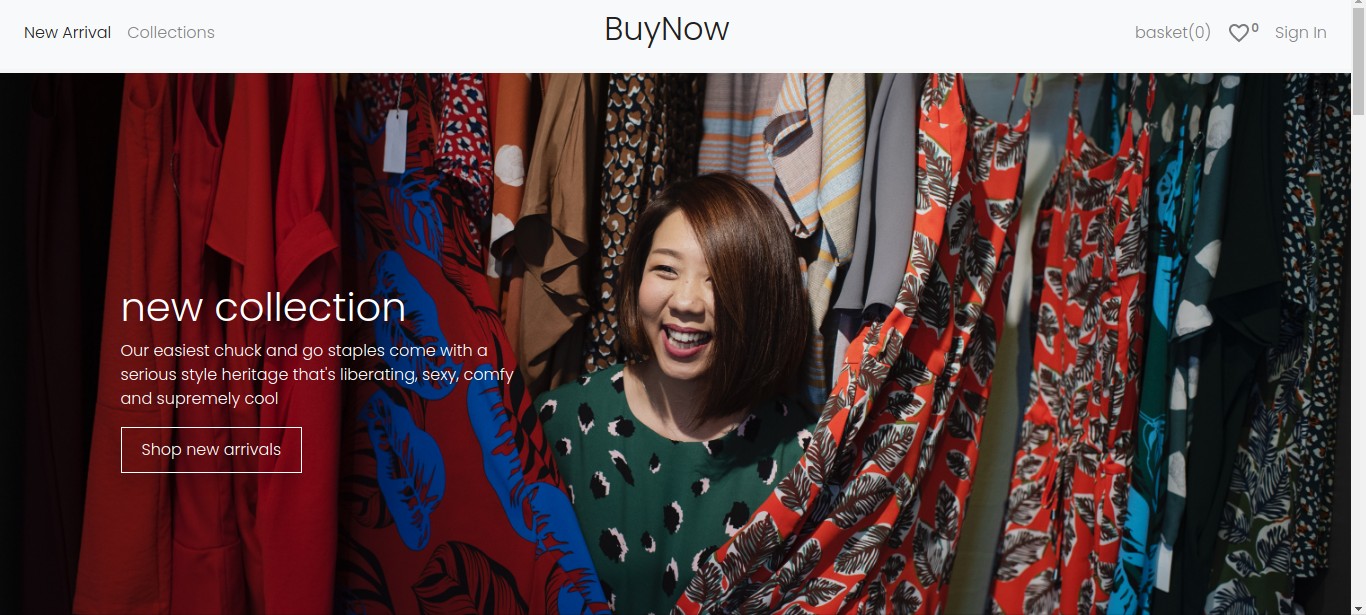 New Arrival
Collections
BuyNow
basket(0)
0
Sign In
new collection
Our easiest chuck and go staples come with a
serious style heritage that's liberating, sexy, comfy
and supremely cool
Shop new arrivals